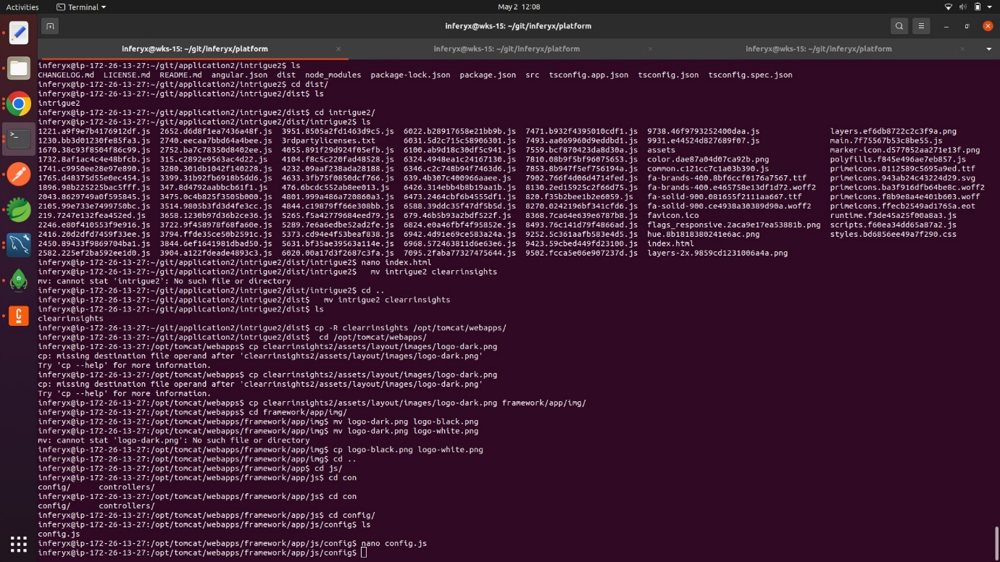 Activities
Terminal
May 2 12:08
inferyx@wks-15: ~/git/inferyx/platform
inferyx@wks-15: ~/git/inferyx/platform
inferyx@wks-15: ~/git/inferyx/platform
inferyx@wks-15: ~/git/inferyx/platform
inferyx@ip-172-26-13-27:~/git/application2/intrigue2$ ls
CHANGELOG.md LICENSE.md README.md angular.json dist node_modules package-lock.json package.json src tsconfig.app.json tsconfig.json tsconfig.spec.json
inferyx@ip-172-26-13-27:~/git/application2/intrigue2$ cd dist/
inferyx@ip-172-26-13-27:~/git/application2/intrigue2/dist$ ls
intrigue2
inferyx@ip-172-26-13-27:~/git/application2/intrigue2/dist$ cd intrigue2/
inferyx@ip-172-26-13-27:~/git/application2/intrigue2/dist/intrigue2$ ls
1221.a9f9e7b4176912df.js 2652.d6d8f1ea7436a48f.js 3951.8505a2fd1463d9c5.js 6022.b28917658e21bb9b.js 7471.b932f4395010cdf1.js 9738.46f9793252400daa.js layers.ef6db8722c2c3f9a.png
1230.bb3d01230fe85fa3.js 2740.eecaa7bbd64a4bee.js 3rdpartylicenses.txt 6031.5d2c715c58906301.js 7493.aa069960d9eddbd1.js 9931.e44524d827689f07.js main.7f75567b53c8be55.js
1670.38c93f8504f86c99.js 2752.ba7c78350d8402ee.js 4055.891f29d924f05efb.js 6100.ab9d18c30df5c941.js 7559.bcf870423da8d30a.js assets marker-icon.d577052aa271e13f.png
1732.8af1ac4c4e48bfcb.js 315.c2892e9563ac4d22.js 4104.f8c5c220fad48528.js 6324.4948ea1c24167130.js 7810.08b9f5bf96075653.js color.dae87a04d07ca92b.png polyfills.f845e496ae7eb857.js
1741.c9950ee28e97e890.js 3280.301db1042f140228.js 4232.09aaf238ada28188.js 6346.c2c748b94f7463d6.js 7853.8b947f5ef756194a.js common.c121cc7c1a03b390.js primeicons.0112589c5695a9ed.ttf
1765.d48375d55e0ec454.js 3399.31b92fb6918b5dd6.js 4633.3fb75f0850dcf766.js 639.4b307c400966aaee.js 7902.766f4d06d4714fed.js fa-brands-400.8bf6ccf0176a7567.ttf primeicons.943ab24c43224d29.svg
1896.98b225225bac5fff.js 347.8d4792aabbcb61f1.js 476.6bcdc552ab8ee013.js 6426.314ebb4b8b19aa1b.js 8130.2ed15925c2f66d75.js fa-brands-400.e465758e13df1d72.woff2 primeicons.ba3f916dfb64be8c.woff2
2043.8629749a0f595845.js 3475.0c4b825f3505b000.js 4801.999a486a720860a3.js 6473.2464cbf6b4555df1.js 820.f35b2bee1b2e6059.js fa-solid-900.081655f2111aa667.ttf primeicons.f8b9e8a4e401b603.woff
2105.99e733e7499750bc.js 3514.9805b3fd3d4fe3cc.js 4844.c19879ff66e308bb.js 6588.39ddc35f47df5b5d.js 8270.0242196bf341cfd6.js fa-solid-900.ce4938a30389d90a.woff2 primeicons.ffecb2549ad1765a.eot
219.7247e132fea452ed.js 3658.1230b97d36b2ce36.js 5265.f5a42779684eed79.js 679.46b5b93a2bdf522f.js 8368.7ca64e639e6787b8.js favicon.ico runtime.f3de45a25f00a8a3.js
2246.e80f410553f9e916.js 3722.9f458978f68fa60e.js 5289.7e6a6edbe52ad2fe.js 6824.e0a46fbf4f95852e.js 8493.76c141d79f4866ad.js flags_responsive.2aca9e17ea53881b.png scripts.f60ea34dd65a87a2.js
2416.20d2dfd7459f33ee.js 3794.ffde35ce50b2591c.js 5373.cd94e4f53beaf838.js 6942.4d91e69ce583a24a.js 9252.5c361aafb583e4d5.js hue.8b1818380241e6ac.png styles.bd6856ee49a7f290.css
2450.89433f9869704ba1.js 3844.6ef1641981dbad50.js 5631.bf35ae39563a114e.js 6968.572463811d6e63e6.js 9423.59cbed449fd23100.js index.html
2582.225ef2ba592ee1d0.js 3904.a122fdeade4893c3.js 6020.00a17d3f2687c3fa.js 7095.2faba77327475644.js 9502.fcca5e06e907237d.js layers-2x.9859cd1231006a4a.png
inferyx@ip-172-26-13-27:~/git/application2/intrigue2/dist/intrigue2$ nano index.html
inferyx@ip-172-26-13-27:~/git/application2/intrigue2/dist/intrigue2$ mv intrigue2 clearrinsights
mv: cannot stat 'intrigue2': No such file or directory
inferyx@ip-172-26-13-27:~/git/application2/intrigue2/dist/intrigue2$ cd ..
inferyx@ip-172-26-13-27:~/git/application2/intrigue2/dist$ mv intrigue2 clearrinsights
inferyx@ip-172-26-13-27:~/git/application2/intrigue2/dist$ ls
clearrinsights
inferyx@ip-172-26-13-27:~/git/application2/intrigue2/dist$ cp -R clearrinsights /opt/tomcat/webapps/
inferyx@ip-172-26-13-27:~/git/application2/intrigue2/dist$ cd /opt/tomcat/webapps/
inferyx@ip-172-26-13-27:/opt/tomcat/webapps$ cp clearrinsights2/assets/layout/images/logo-dark.png
cp: missing destination file operand after 'clearrinsights2/assets/layout/images/logo-dark.png'
Try 'cp --help' for more information.
inferyx@ip-172-26-13-27:/opt/tomcat/webapps$ cp clearrinsights2/assets/layout/images/logo-dark.png
cp: missing destination file operand after 'clearrinsights2/assets/layout/images/logo-dark.png'
Try 'cp --help' for more information.
inferyx@ip-172-26-13-27:/opt/tomcat/webapps$ cp clearrinsights2/assets/layout/images/logo-dark.png framework/app/img/
inferyx@ip-172-26-13-27:/opt/tomcat/webapps$ cd framework/app/img/
inferyx@ip-172-26-13-27:/opt/tomcat/webapps/framework/app/img$ mv logo-dark.png logo-black.png
inferyx@ip-172-26-13-27:/opt/tomcat/webapps/framework/app/img$ mv logo-dark.png logo-white.png
mv: cannot stat 'logo-dark.png': No such file or directory
inferyx@ip-172-26-13-27:/opt/tomcat/webapps/framework/app/img$ cp logo-black.png logo-white.png
inferyx@ip-172-26-13-27:/opt/tomcat/webapps/framework/app/img$ cd ..
inferyx@ip-172-26-13-27:/opt/tomcat/webapps/framework/app$ cd js/
inferyx@ip-172-26-13-27:/opt/tomcat/webapps/framework/app/js$ cd con
config/ controllers/
inferyx@ip-172-26-13-27:/opt/tomcat/webapps/framework/app/js$ cd con
config/ controllers/
inferyx@ip-172-26-13-27:/opt/tomcat/webapps/framework/app/js$ cd config/
inferyx@ip-172-26-13-27:/opt/tomcat/webapps/framework/app/js/config$ ls
config.js
inferyx@ip-172-26-13-27:/opt/tomcat/webapps/framework/app/js/config$ nano config.js
inferyx@ip-172-26-13-27:/opt/tomcat/webapps/framework/app/js/config$